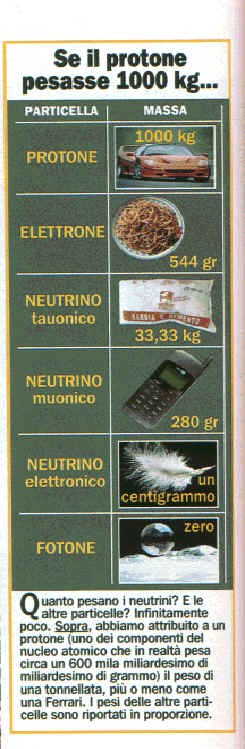 Se il protone
pesasse 1000 kg...
PARTICELLA MASSA
PROTONE 1000 kg
ELETTRONE 544 gr
NEUTRINO
tauonico
SABBIA E CEMENTO
33,33 kg
NEUTRINO
muonico
280 gr
NEUTRINO
elettronico
un
centigrammo
FOTONE zero
Quanto pesano i neutrini? E le
altre particelle? Infinitamente
poco. Sopra, abbiamo attribuito a un
protone (uno dei componenti del
nucleo atomico che in realtà pesa
circa un 600 mila miliardesimo di
miliardesimo di grammo) il peso di
una tonnellata, più o meno come
una Ferrari. I pesi delle altre parti-
celle sono riportati in proporzione.